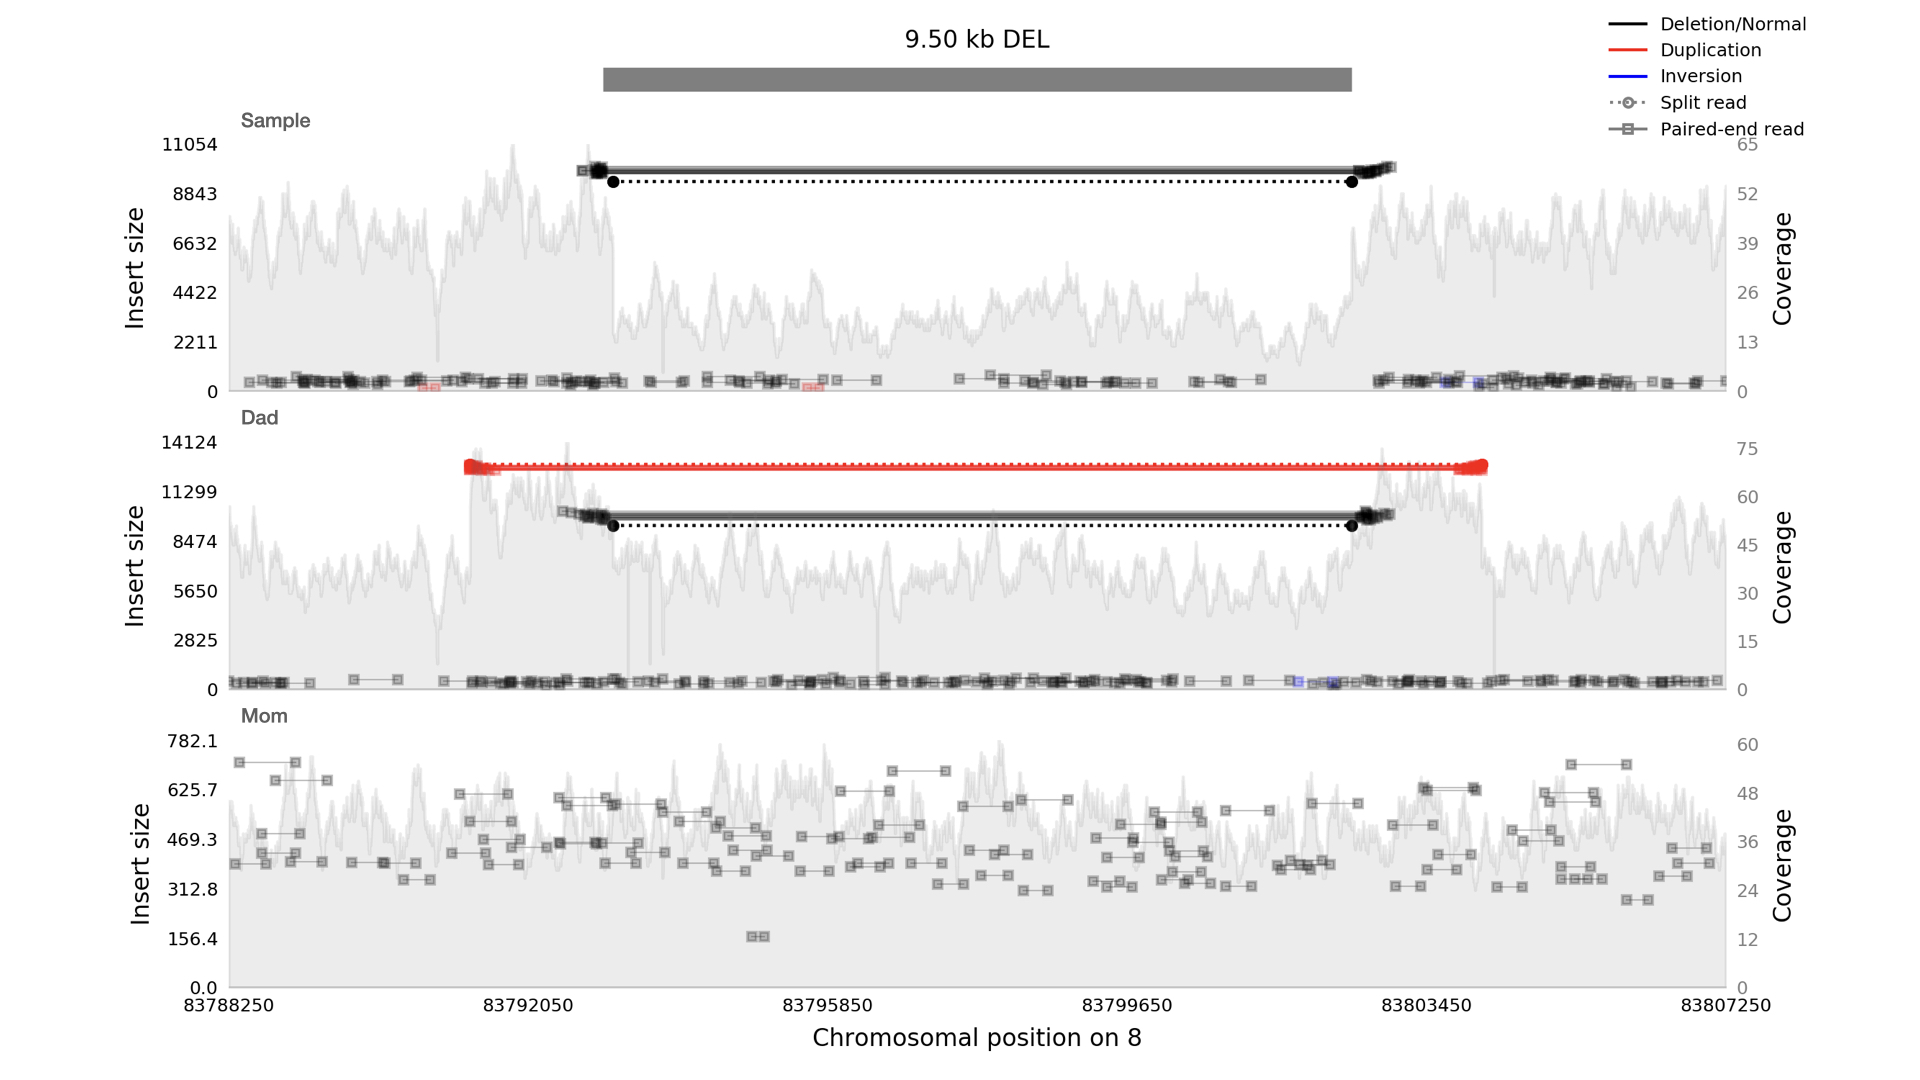 9.50 kb DEL
Deletion/Normal
Duplication
Inversion
Split read
Paired-end read
Sample
11054
8843
6632
4422
2211
0
Insert size
65
52
39
26
13
0
Coverage
Dad
14124
11299
8474
5650
2825
0
Insert size
75
60
45
30
15
0
Coverage
Mom
782.1
625.7
469.3
312.8
156.4
0.0
Insert size
60
48
36
24
12
0
Coverage
83788250 83792050 83795850 83799650 83803450 83807250
Chromosomal position on 8